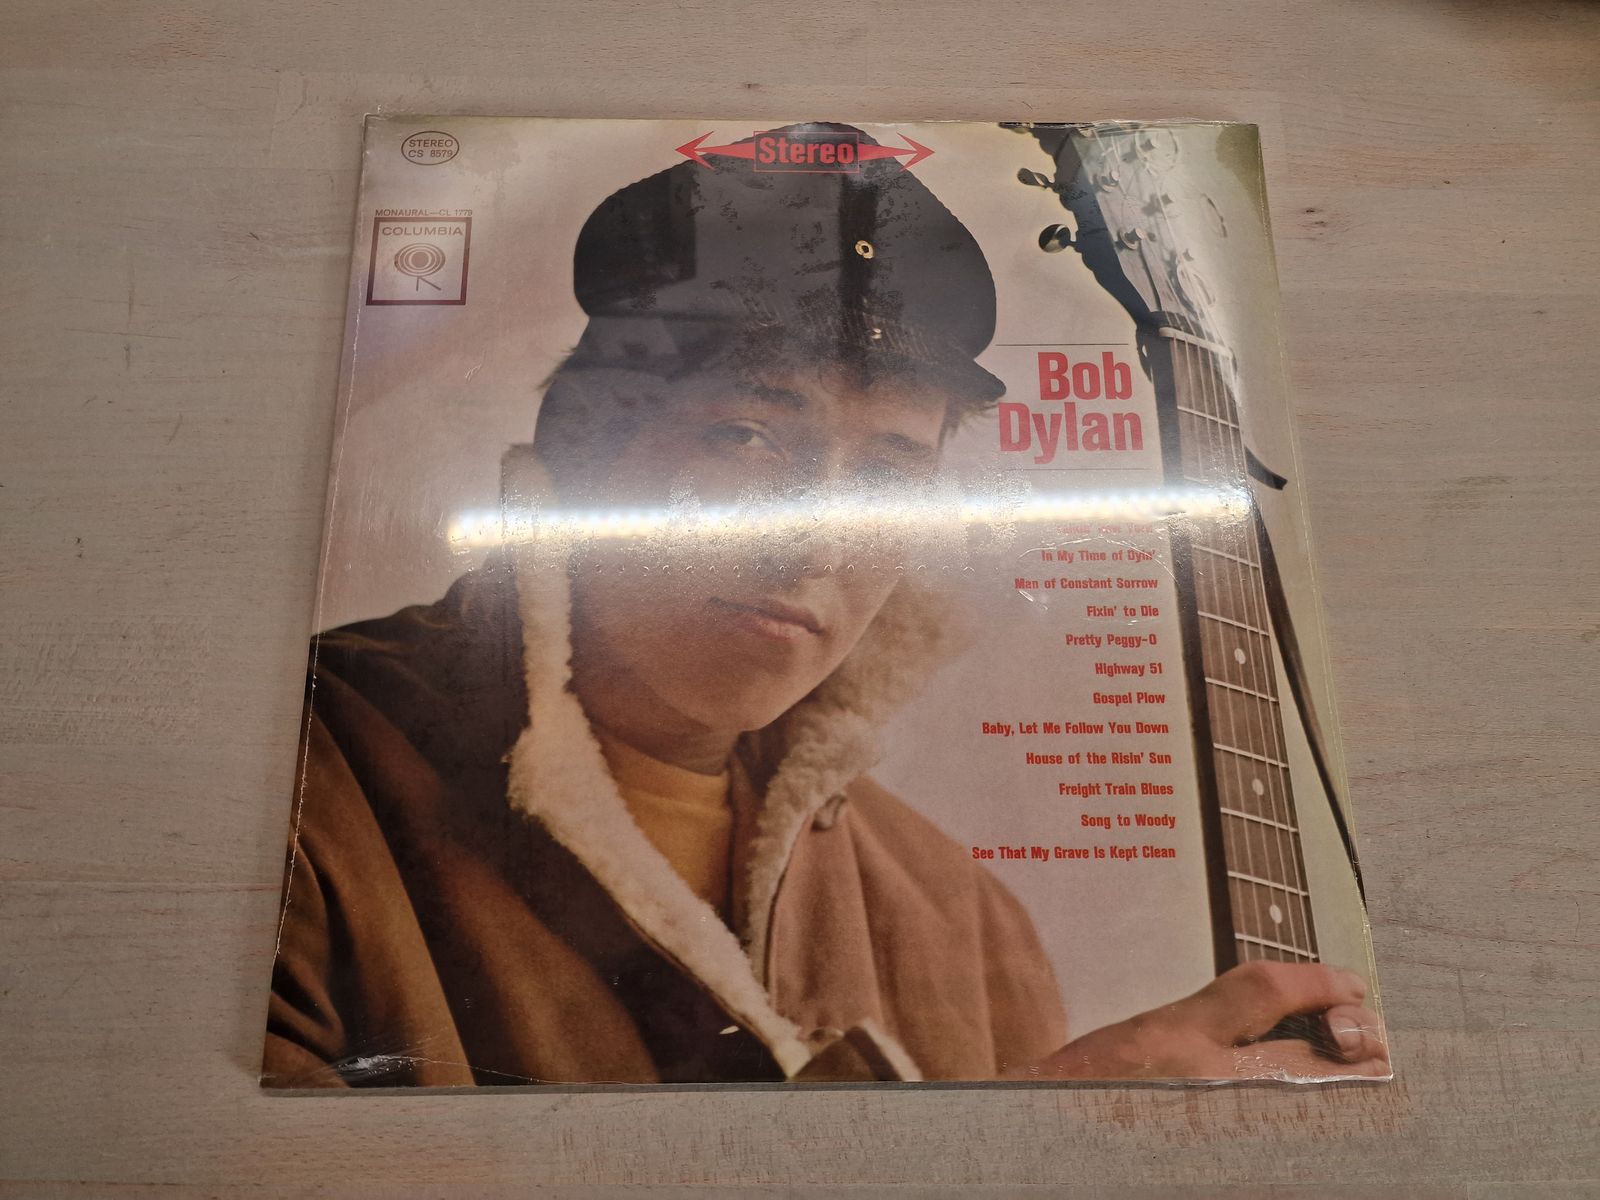 STEREO
CS 8579
Stereo
MONAURAL—CL 1779
COLUMBIA
Bob
Dylan
In My Time of Dyin'
Man of Constant Sorrow
Fixin' to Die
Pretty Peggy-O
Highway 51
Gospel Plow
Baby, Let Me Follow You Down
House of the Risin' Sun
Freight Train Blues
Song to Woody
See That My Grave Is Kept Clean